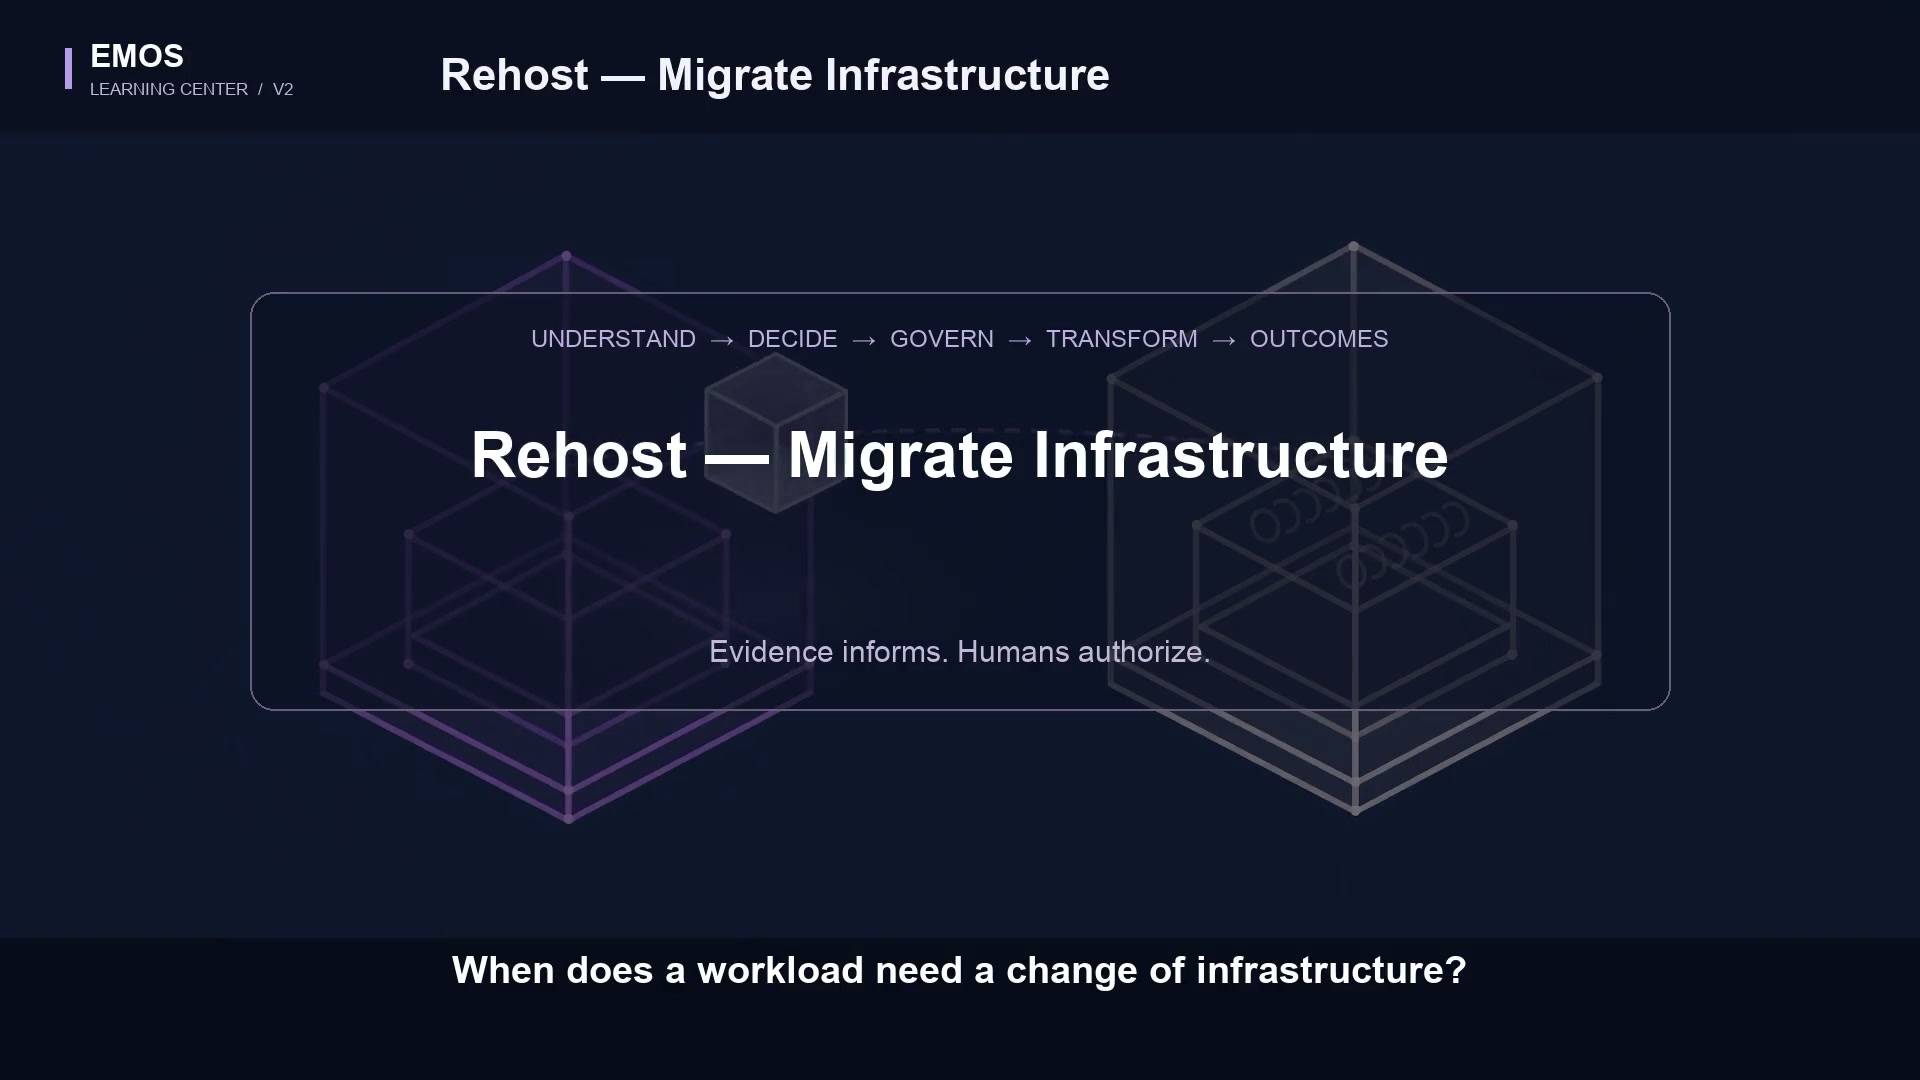 EMOS
LEARNING CENTER / V2
Rehost — Migrate Infrastructure
UNDERSTAND → DECIDE → GOVERN → TRANSFORM → OUTCOMES
Rehost — Migrate Infrastructure
Evidence informs. Humans authorize.
When does a workload need a change of infrastructure?